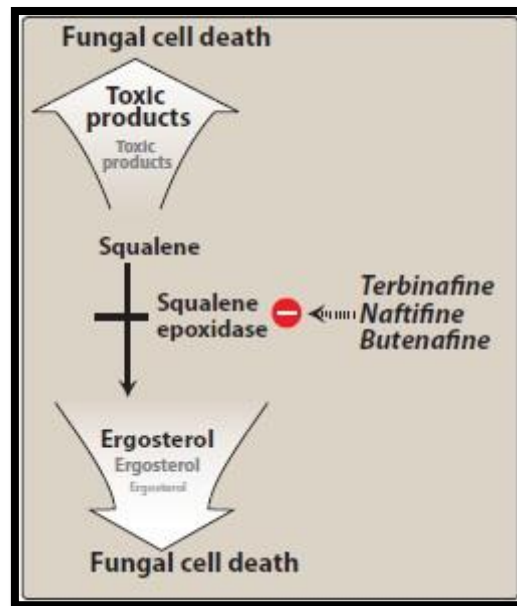 Fungal cell death
Toxic
products
Toxic
products
Squalene
Squalene
epoxidase
Terbinafine
Naftifine
Butenafine
Ergosterol
Ergosterol
Ergosterol
Fungal cell death